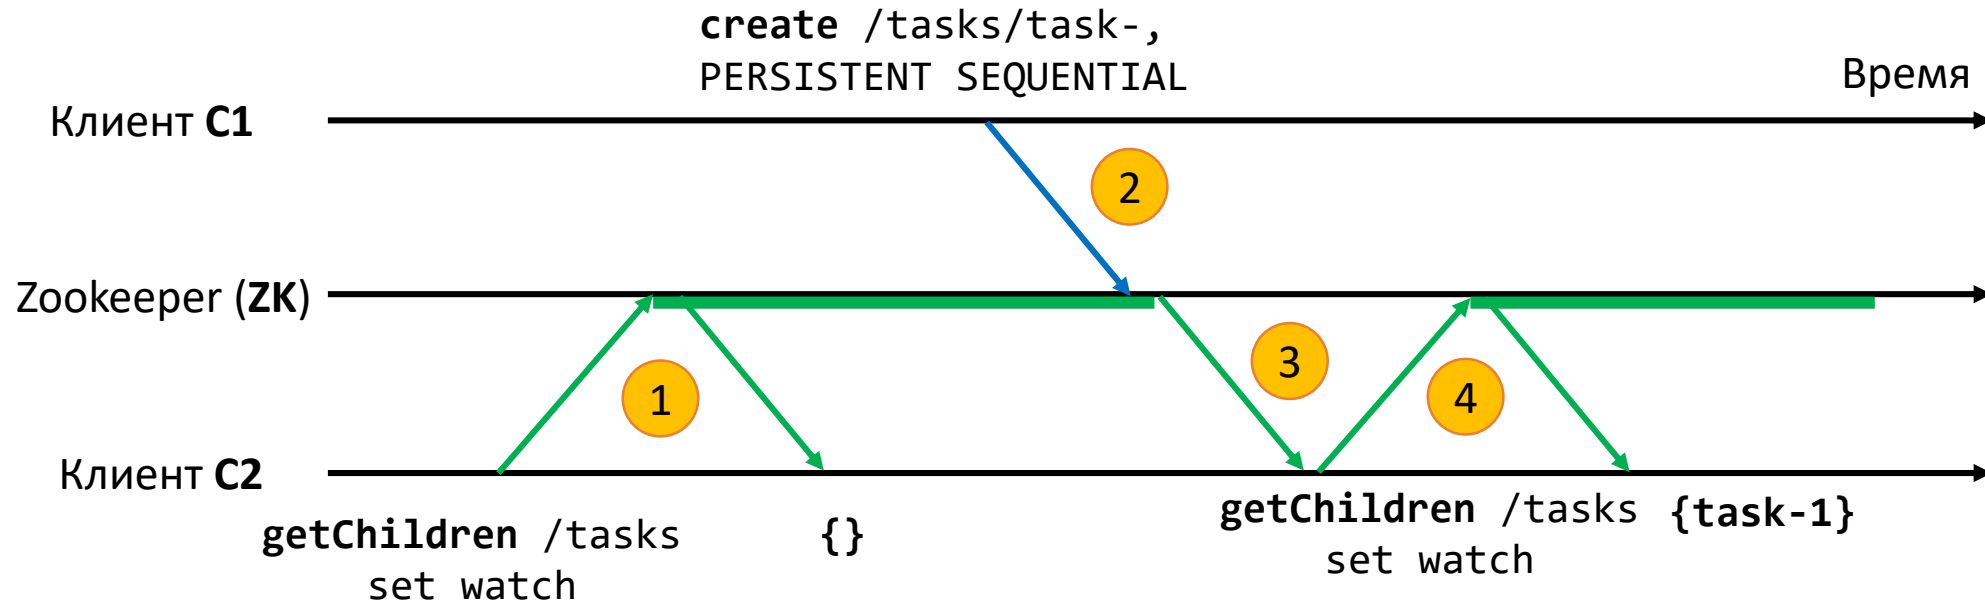 create /tasks/task-,
PERSISTENT SEQUENTIAL
Время
Клиент C1
2
Zookeeper (ZK)
3
1
4
Клиент C2
getChildren /tasks
set watch
{}
getChildren /tasks
set watch
{task-1}